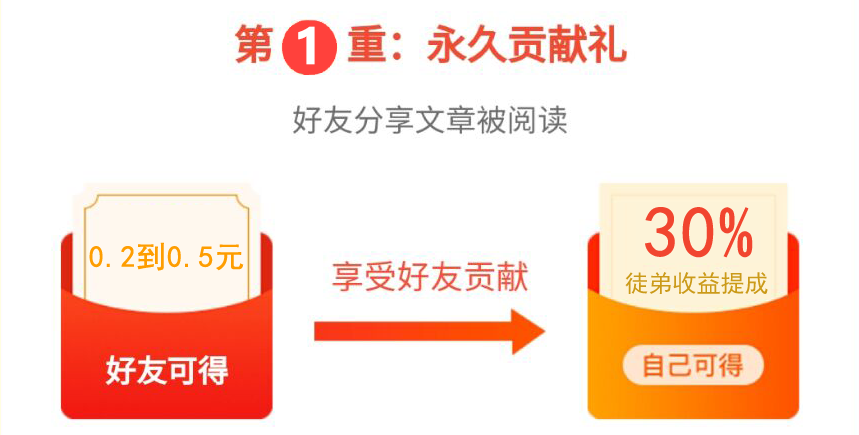 第1重：永久贡献礼
好友分享文章被阅读
0.2到0.5元
好友可得
享受好友贡献
30%
徒弟收益提成
自己可得